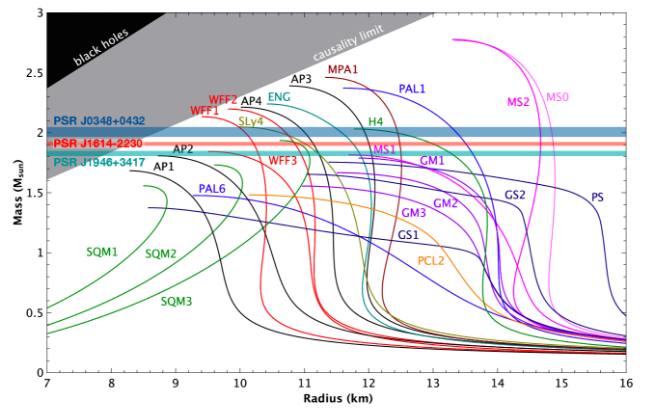 3
2.5
2
1.5
1
0.5
0
Mass (M_sun)
7
8
9
10
11
12
13
14
15
16
Radius (km)
black holes
causality limit
PSR J0348+0432
PSR J1614-2230
PSR J1946+3417
WFF1
WFF2
AP4
ENG
AP3
MPA1
PAL1
MS2
MS0
SLy4
H4
AP2
AP1
WFF3
MS1
GM1
PAL6
GM2
GS2
PS
GM3
GS1
PCL2
SQM1
SQM2
SQM3